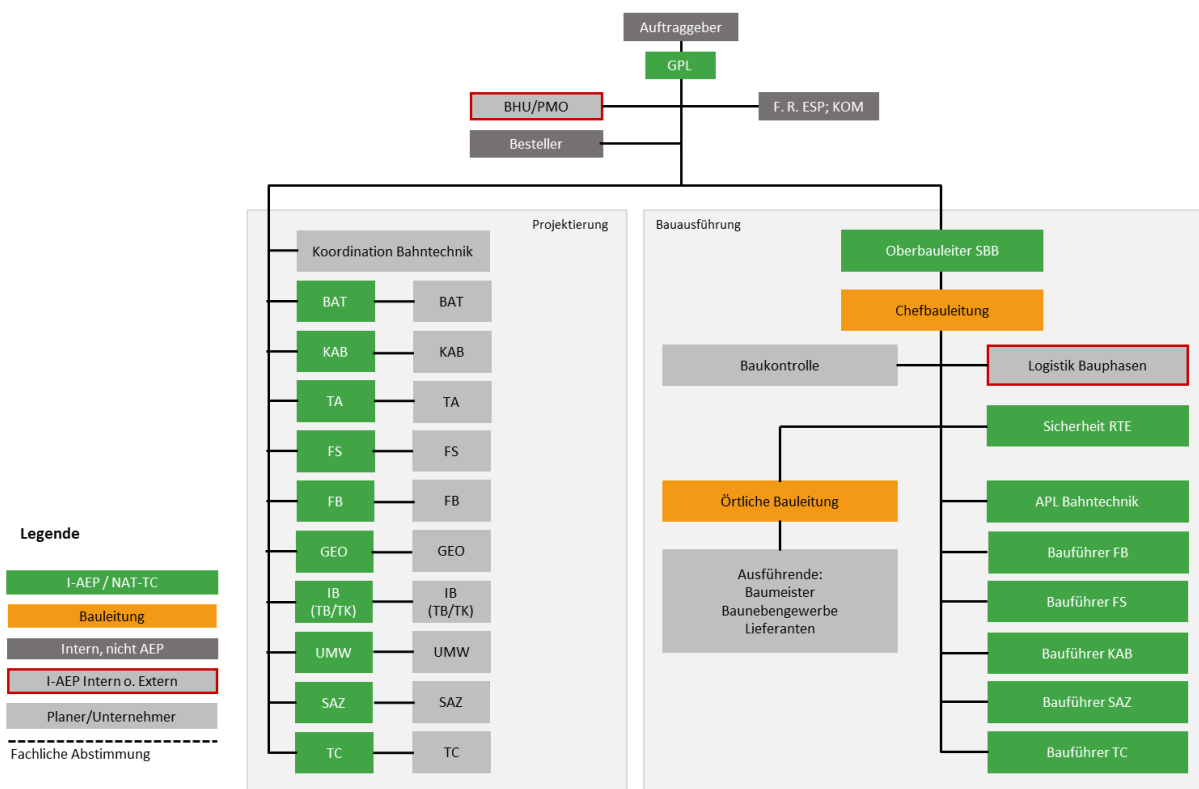 Auftraggeber
GPL
BHU/PMO
F. R. ESP; KOM
Besteller
Projektierung
Koordination Bahntechnik
BAT
BAT
KAB
KAB
TA
TA
FS
FS
FB
FB
GEO
GEO
IB
(TB/TK)
IB
(TB/TK)
UMW
UMW
SAZ
SAZ
TC
TC
Bauausführung
Oberbauleiter SBB
Chefbauleitung
Baukontrolle
Logistik Bauphasen
Sicherheit RTE
Örtliche Bauleitung
Ausführende:
Baumeister
Baunebengewerbe
Lieferanten
APL Bahntechnik
Bauführer FB
Bauführer FS
Bauführer KAB
Bauführer SAZ
Bauführer TC
Legende
I-AEP / NAT-TC
Bauleitung
Intern, nicht AEP
I-AEP Intern o. Extern
Planer/Unternehmer
Fachliche Abstimmung